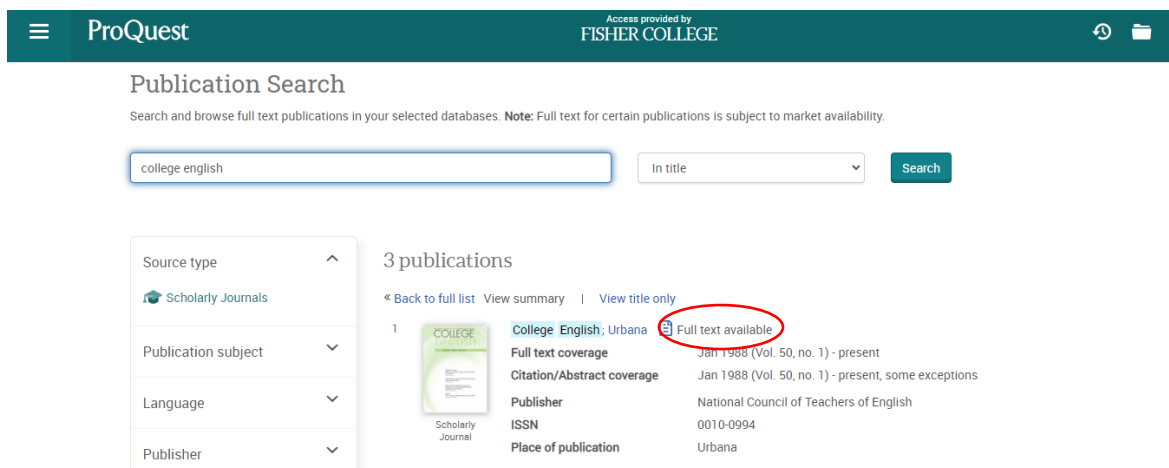 ProQuest
Access provided by
FISHER COLLEGE
Publication Search
Search and browse full text publications in your selected databases. Note: Full text for certain publications is subject to market availability.
college english
In title
Search
Source type
Scholarly Journals
Publication subject
Language
Publisher
3 publications
« Back to full list View summary | View title only
1 College English; Urbana Full text available
COLLEGE
Full text coverage Jan 1988 (Vol. 50, no. 1) - present
Citation/Abstract coverage Jan 1988 (Vol. 50, no. 1) - present, some exceptions
Publisher National Council of Teachers of English
Scholarly Journal
ISSN 0010-0994
Place of publication Urbana